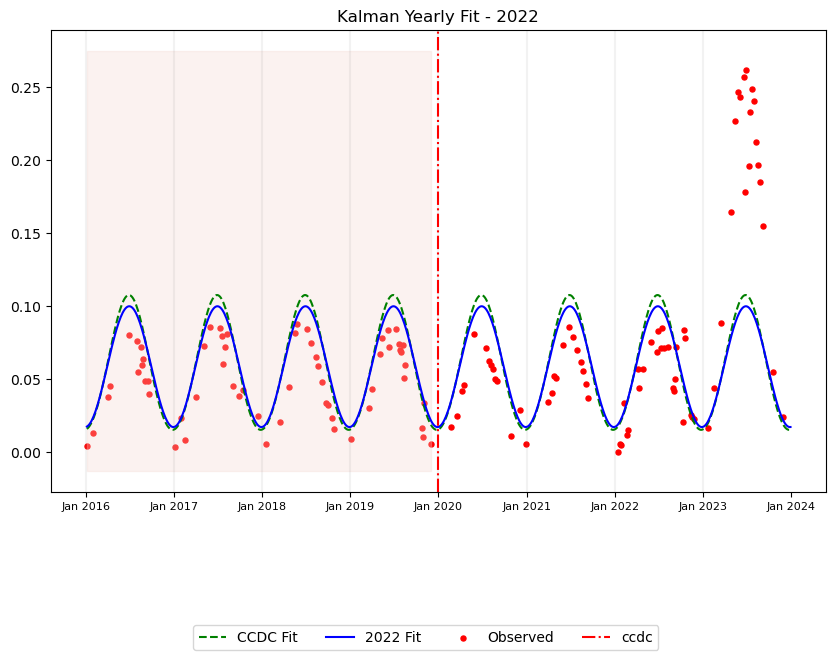 Kalman Yearly Fit - 2022
0.25
0.20
0.15
0.10
0.05
0.00
Jan 2016 Jan 2017 Jan 2018 Jan 2019 Jan 2020 Jan 2021 Jan 2022 Jan 2023 Jan 2024
CCDC Fit 2022 Fit Observed ccdc